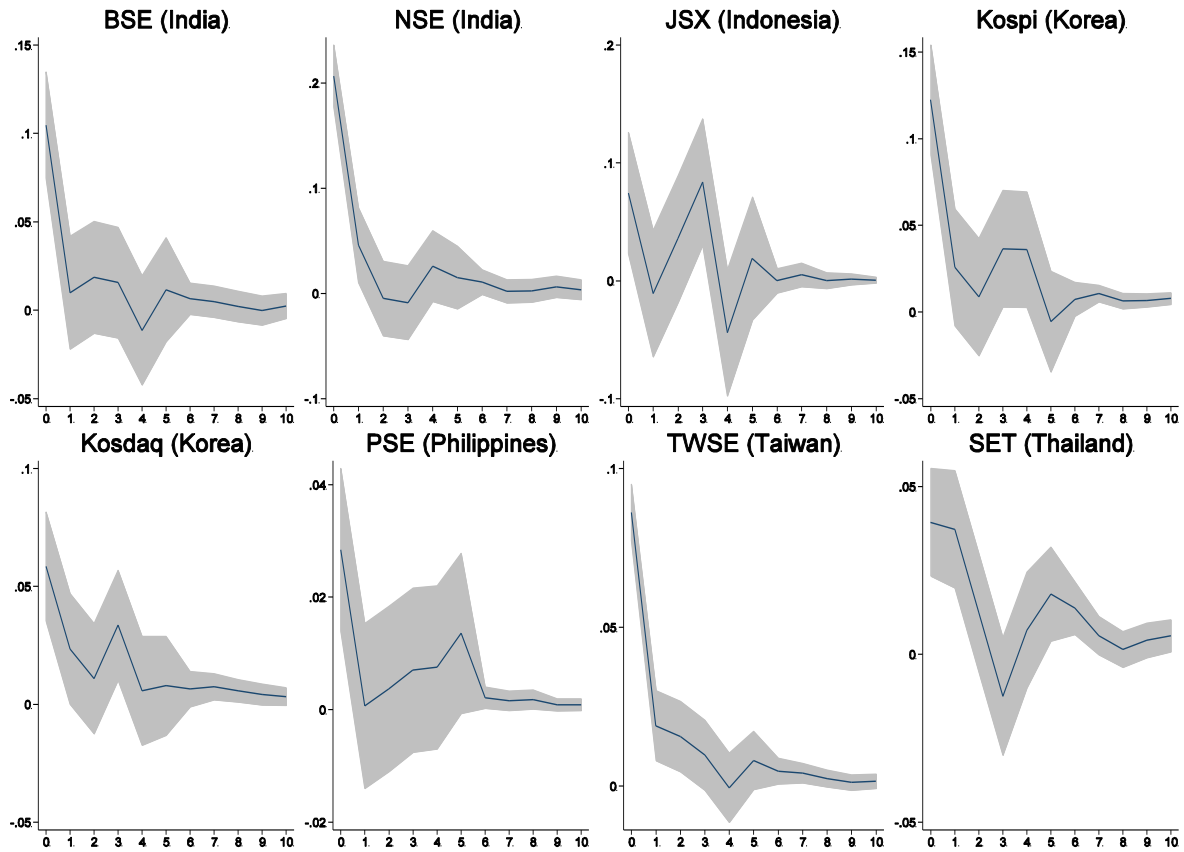 BSE (India)
NSE (India)
JSX (Indonesia)
Kospi (Korea)
.15
.1
.05
0
-.05
0. 1. 2. 3. 4. 5. 6. 7. 8. 9. 10.
.2
.1
0
-.1
0. 1. 2. 3. 4. 5. 6. 7. 8. 9. 10.
.2
.1
0
-.1
0. 1. 2. 3. 4. 5. 6. 7. 8. 9. 10.
.15
.1
.05
0
-.05
0. 1. 2. 3. 4. 5. 6. 7. 8. 9. 10.
Kosdaq (Korea)
PSE (Philippines)
TWSE (Taiwan)
SET (Thailand)
.1
.05
0
-.05
0. 1. 2. 3. 4. 5. 6. 7. 8. 9. 10.
.04
.02
0
-.02
0. 1. 2. 3. 4. 5. 6. 7. 8. 9. 10.
.1
.05
0
0. 1. 2. 3. 4. 5. 6. 7. 8. 9. 10.
.05
0
-.05
0. 1. 2. 3. 4. 5. 6. 7. 8. 9. 10.